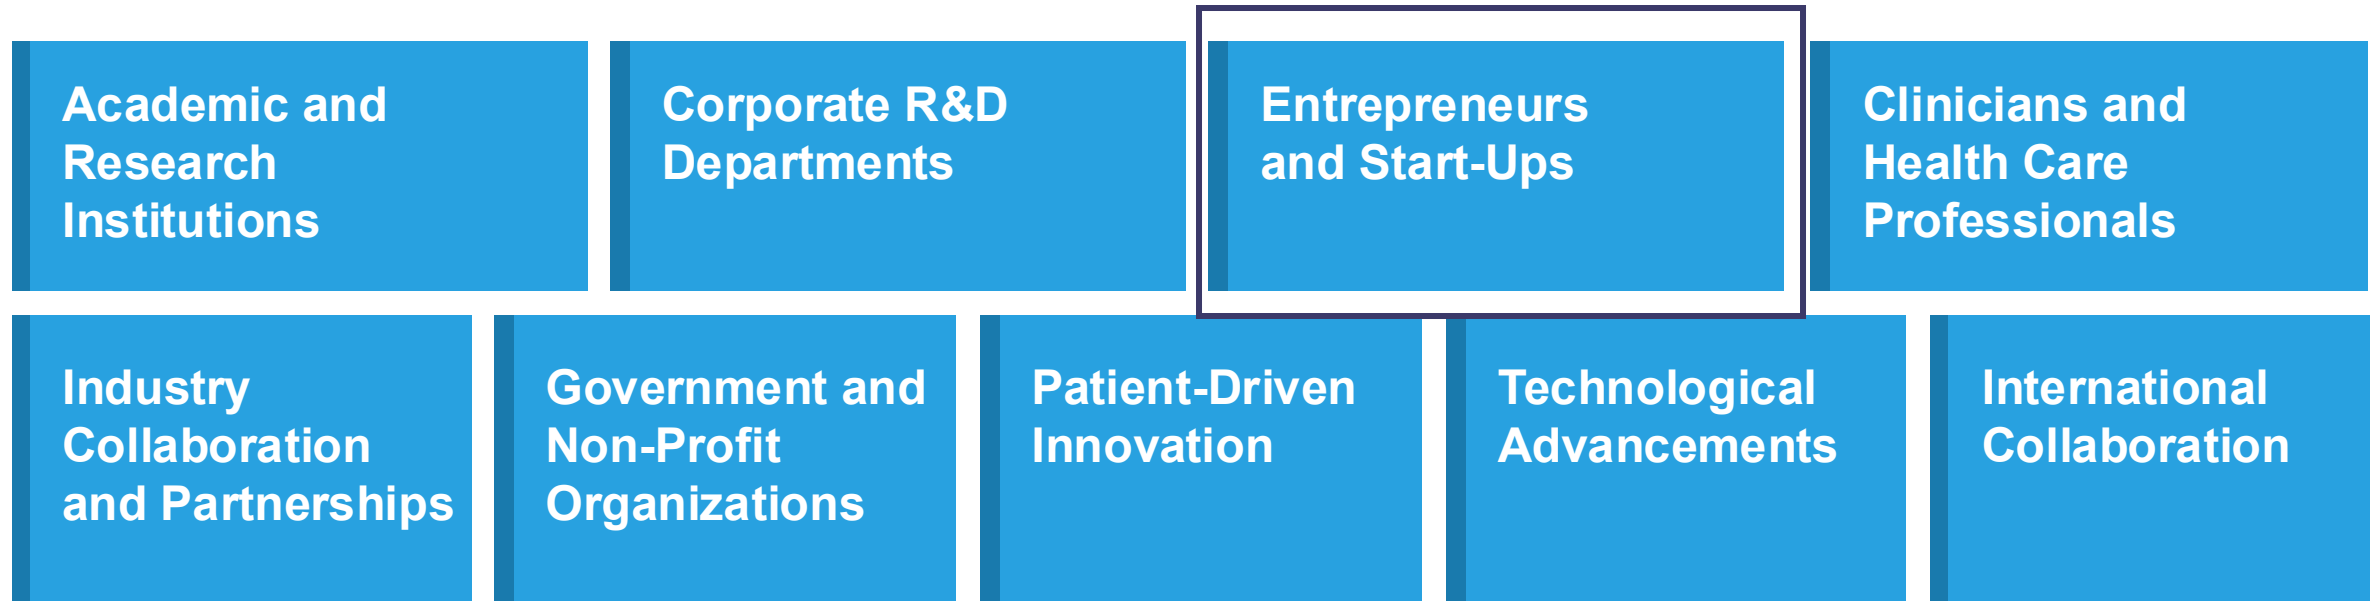 Academic and
Research
Institutions
Corporate R&D
Departments
Entrepreneurs
and Start-Ups
Clinicians and
Health Care
Professionals
Industry
Collaboration
and Partnerships
Government and
Non-Profit
Organizations
Patient-Driven
Innovation
Technological
Advancements
International
Collaboration